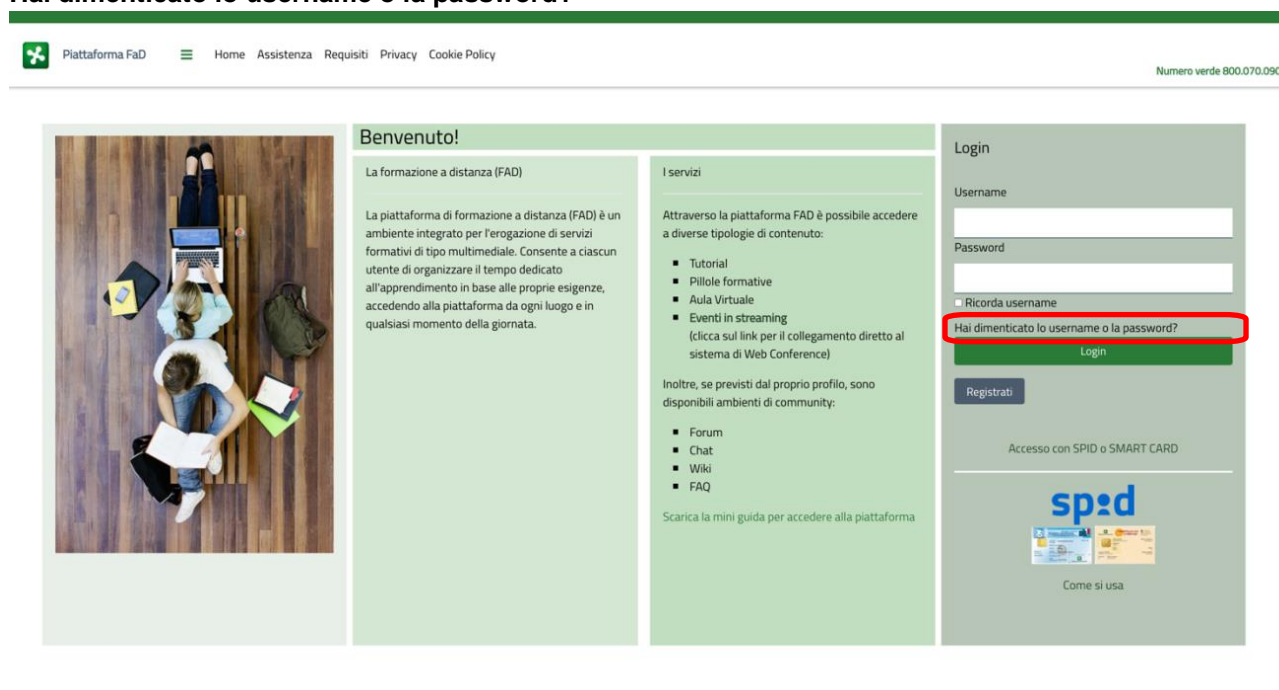 Hai dimenticato lo username o la password?
Piattaforma FaD Home Assistenza Requisiti Privacy Cookie Policy
Numero verde 800.070.090
Benvenuto!
La formazione a distanza (FAD)
La piattaforma di formazione a distanza (FAD) è un
ambiente integrato per l'erogazione di servizi
formativi di tipo multimediale. Consente a ciascun
utente di organizzare il tempo dedicato
all'apprendimento in base alle proprie esigenze,
accedendo alla piattaforma da ogni luogo e in
qualsiasi momento della giornata.
I servizi
Attraverso la piattaforma FAD è possibile accedere
a diverse tipologie di contenuto:
Tutorial
Pillole formative
Aula Virtuale
Eventi in streaming
(clicca sul link per il collegamento diretto al
sistema di Web Conference)
Inoltre, se previsti dal proprio profilo, sono
disponibili ambienti di community:
Forum
Chat
Wiki
FAQ
Scarica la mini guida per accedere alla piattaforma
Login
Username
Password
Ricorda username
Hai dimenticato lo username o la password?
Login
Registrati
Accesso con SPID o SMART CARD
spid
Come si usa